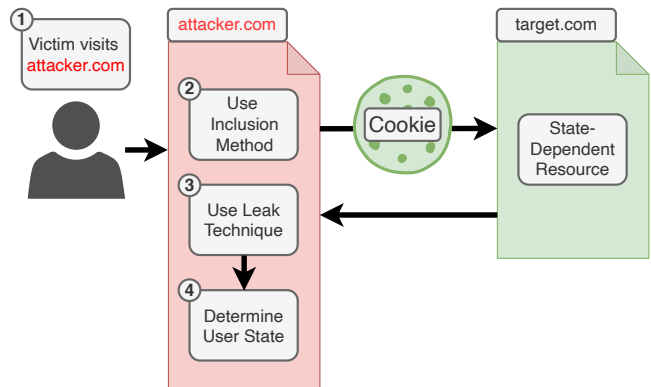 1
Victim visits
attacker.com
attacker.com
2
Use
Inclusion
Method
3
Use Leak
Technique
4
Determine
User State
Cookie
target.com
State-
Dependent
Resource